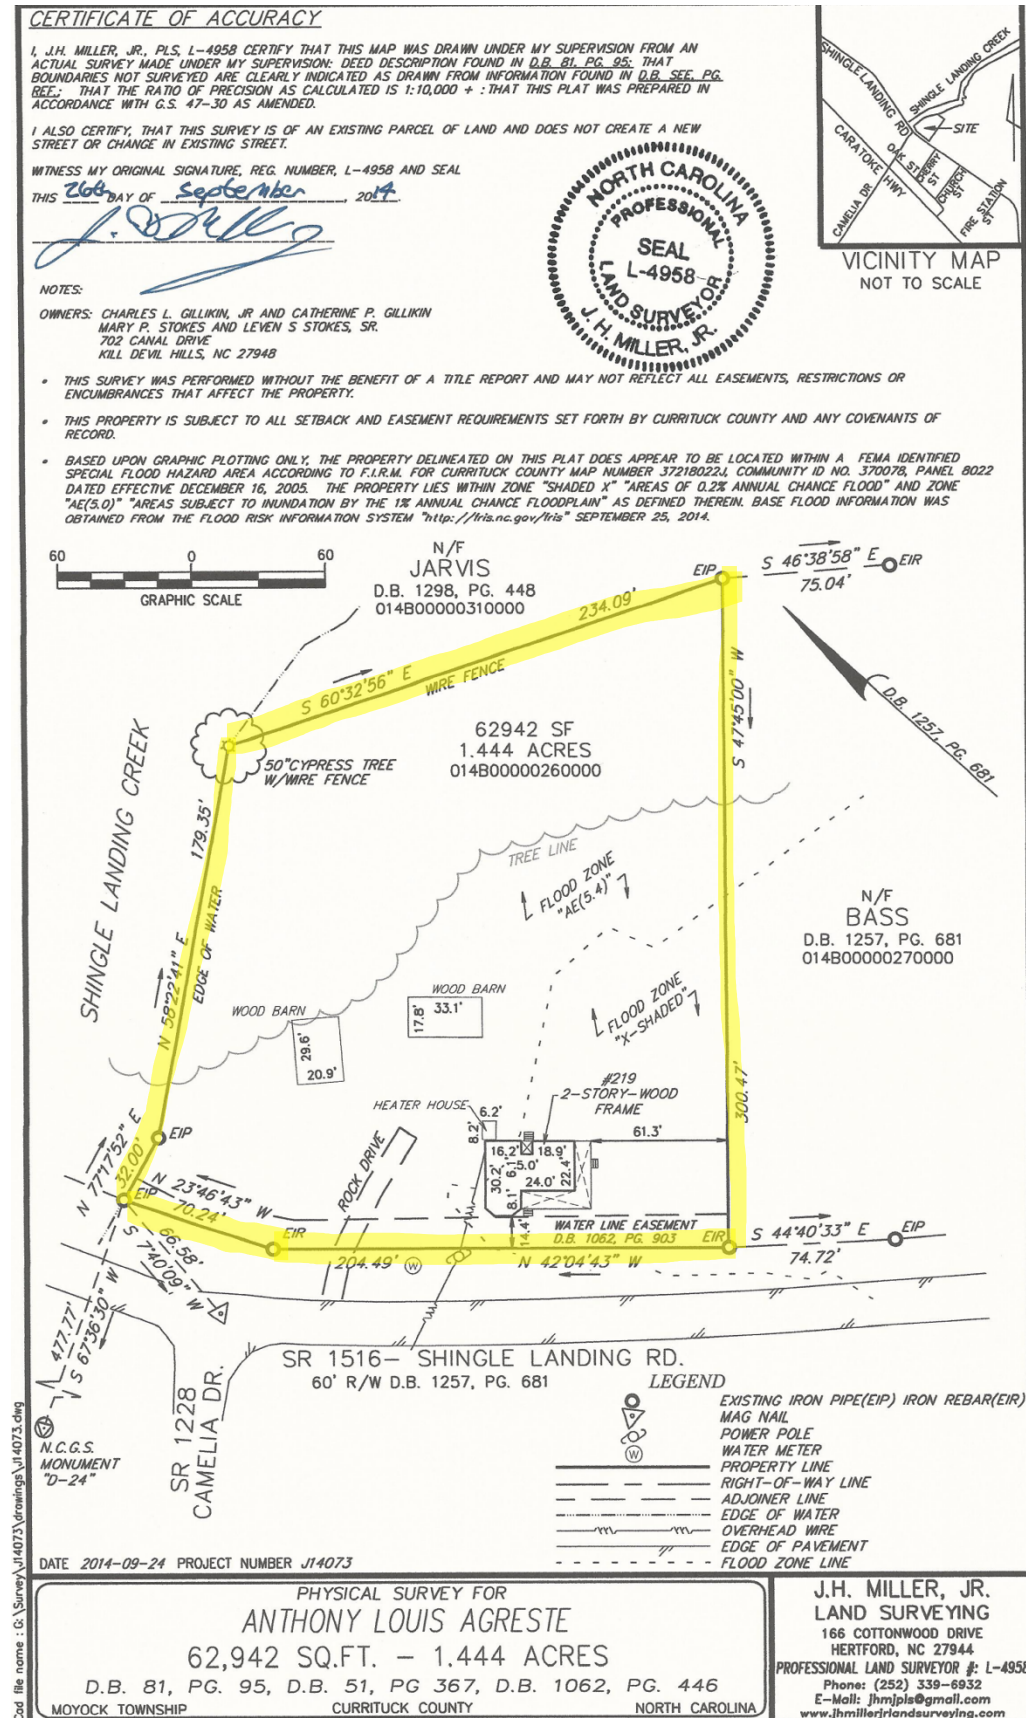 CERTIFICATE OF ACCURACY
I, J.H. MILLER, JR., PLS, L-4958 CERTIFY THAT THIS MAP WAS DRAWN UNDER MY SUPERVISION FROM AN
ACTUAL SURVEY MADE UNDER MY SUPERVISION: DEED DESCRIPTION FOUND IN D.B. 81, PG. 95; THAT
BOUNDARIES NOT SURVEYED ARE CLEARLY INDICATED AS DRAWN FROM INFORMATION FOUND IN D.B. SEE, PG.
REF.; THAT THE RATIO OF PRECISION AS CALCULATED IS 1:10,000 + : THAT THIS PLAT WAS PREPARED IN
ACCORDANCE WITH G.S. 47-30 AS AMENDED.
I ALSO CERTIFY, THAT THIS SURVEY IS OF AN EXISTING PARCEL OF LAND AND DOES NOT CREATE A NEW
STREET OR CHANGE IN EXISTING STREET.
WITNESS MY ORIGINAL SIGNATURE, REG. NUMBER, L-4958 AND SEAL
THIS 26th DAY OF September, 2014.
NORTH CAROLINA
PROFESSIONAL
SEAL
L-4958
LAND SURVEYOR
J. H. MILLER, JR.
SHINGLE LANDING RD
SHINGLE LANDING CREEK
SITE
CARATOKE HWY
OAK ST
CHERRY ST
CHURCH ST
CAMELIA DR
FIRE STATION ST
VICINITY MAP
NOT TO SCALE
NOTES:
OWNERS: CHARLES L. GILLIKIN, JR AND CATHERINE P. GILLIKIN
MARY P. STOKES AND LEVEN S STOKES, SR.
702 CANAL DRIVE
KILL DEVIL HILLS, NC 27948
• THIS SURVEY WAS PERFORMED WITHOUT THE BENEFIT OF A TITLE REPORT AND MAY NOT REFLECT ALL EASEMENTS, RESTRICTIONS OR
ENCUMBRANCES THAT AFFECT THE PROPERTY.
• THIS PROPERTY IS SUBJECT TO ALL SETBACK AND EASEMENT REQUIREMENTS SET FORTH BY CURRITUCK COUNTY AND ANY COVENANTS OF
RECORD.
• BASED UPON GRAPHIC PLOTTING ONLY, THE PROPERTY DELINEATED ON THIS PLAT DOES APPEAR TO BE LOCATED WITHIN A FEMA IDENTIFIED
SPECIAL FLOOD HAZARD AREA ACCORDING TO F.I.R.M. FOR CURRITUCK COUNTY MAP NUMBER 37218022J, COMMUNITY ID NO. 370078, PANEL 8022
DATED EFFECTIVE DECEMBER 16, 2005. THE PROPERTY LIES WITHIN ZONE "SHADED X" "AREAS OF 0.2% ANNUAL CHANCE FLOOD" AND ZONE
"AE(5.0)" "AREAS SUBJECT TO INUNDATION BY THE 1% ANNUAL CHANCE FLOODPLAIN" AS DEFINED THEREIN. BASE FLOOD INFORMATION WAS
OBTAINED FROM THE FLOOD RISK INFORMATION SYSTEM "http://fris.nc.gov/fris" SEPTEMBER 25, 2014.
60 0 60
GRAPHIC SCALE
N/F
JARVIS
D.B. 1298, PG. 448
014B00000310000
EIP
S 46°38'58" E
75.04'
EIR
234.09'
S 60°32'56" E
WIRE FENCE
S 47°45'00" W
300.47'
D.B. 1257, PG. 681
62942 SF
1.444 ACRES
014B00000260000
50"CYPRESS TREE
W/WIRE FENCE
SHINGLE LANDING CREEK
179.35'
N 58°22'41" E
EDGE OF WATER
TREE LINE
FLOOD ZONE
"AE(5.4)"
N/F
BASS
D.B. 1257, PG. 681
014B00000270000
FLOOD ZONE
"X-SHADED"
WOOD BARN
29.6'
20.9'
WOOD BARN
17.8'
33.1'
#219
2-STORY-WOOD
FRAME
HEATER HOUSE
6.2'
8.2'
61.3'
16.2'
18.9'
5.0'
6.1'
30.2'
24.0'
22.4'
8.1'
14.4'
ROCK DRIVE
EIP
N 77°17'52" E
32.00'
EIP
N 23°46'43" W
70.24'
EIR
66.58'
S 7°40'09" W
477.77'
S 67°36'30" W
WATER LINE EASEMENT
D.B. 1062, PG. 903
EIR
204.49'
W
N 42°04'43" W
S 44°40'33" E
74.72'
EIP
SR 1516- SHINGLE LANDING RD.
60' R/W D.B. 1257, PG. 681
SR 1228
CAMELIA DR.
N.C.G.S.
MONUMENT
"D-24"
LEGEND
EXISTING IRON PIPE(EIP) IRON REBAR(EIR)
MAG NAIL
POWER POLE
W WATER METER
PROPERTY LINE
RIGHT-OF-WAY LINE
ADJOINER LINE
EDGE OF WATER
OVERHEAD WIRE
EDGE OF PAVEMENT
FLOOD ZONE LINE
DATE 2014-09-24 PROJECT NUMBER J14073
Cad file name : G:\Survey\J14073\drawings\J14073.dwg
PHYSICAL SURVEY FOR
ANTHONY LOUIS AGRESTE
62,942 SQ.FT. - 1.444 ACRES
D.B. 81, PG. 95, D.B. 51, PG 367, D.B. 1062, PG. 446
MOYOCK TOWNSHIP CURRITUCK COUNTY NORTH CAROLINA
J.H. MILLER, JR.
LAND SURVEYING
166 COTTONWOOD DRIVE
HERTFORD, NC 27944
PROFESSIONAL LAND SURVEYOR #: L-4958
Phone: (252) 339-6932
E-Mail: jhmjpls@gmail.com
www.jhmillerjrlandsurveying.com